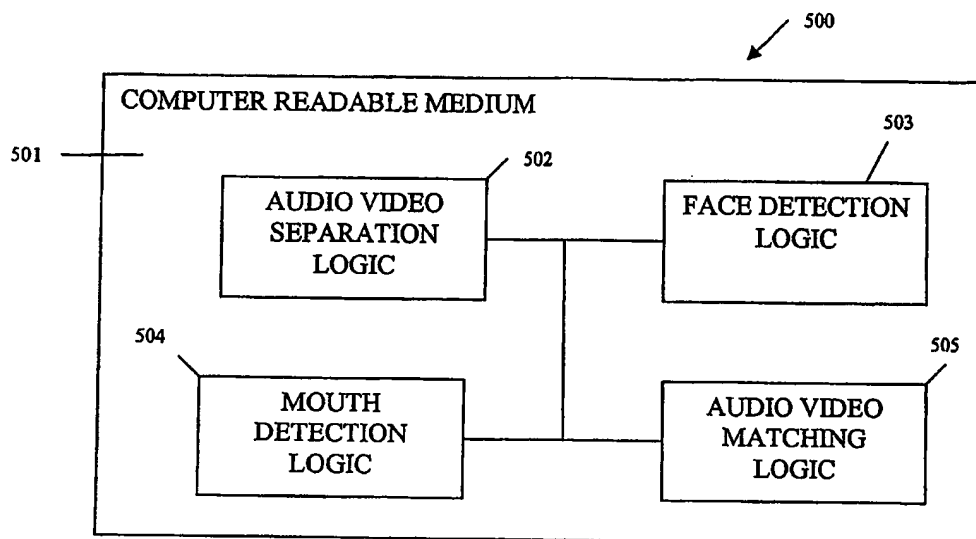 500
COMPUTER READABLE MEDIUM
501
502
503
AUDIO VIDEO
SEPARATION
LOGIC
FACE DETECTION
LOGIC
504
505
MOUTH
DETECTION
LOGIC
AUDIO VIDEO
MATCHING
LOGIC